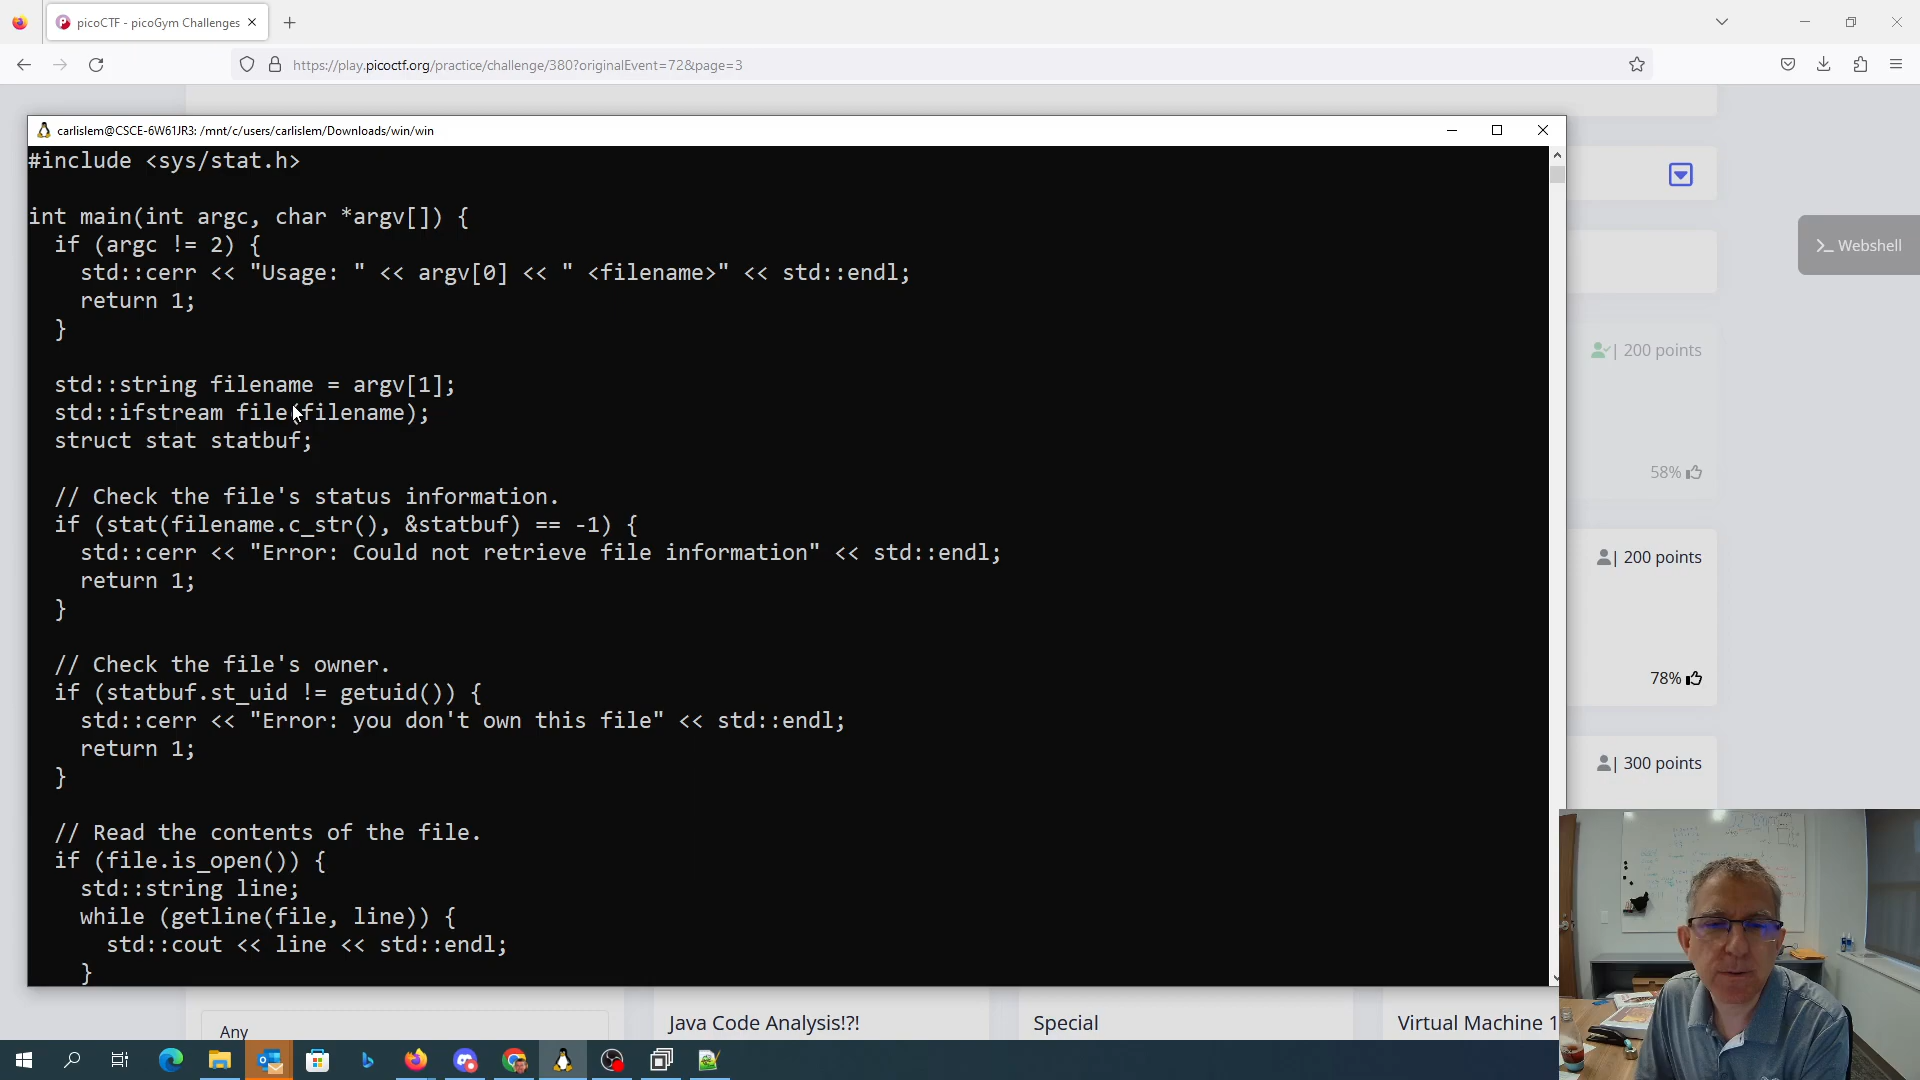 picoCTF - picoGym Challenges
https://play.picoctf.org/practice/challenge/380?originalEvent=72&page=3
carlislem@CSCE-6W61JR3: /mnt/c/users/carlislem/Downloads/win/win
#include <sys/stat.h>
int main(int argc, char *argv[]) {
if (argc != 2) {
std::cerr << "Usage: " << argv[0] << " <filename>" << std::endl;
return 1;
}
std::string filename = argv[1];
std::ifstream file(filename);
struct stat statbuf;
// Check the file's status information.
if (stat(filename.c_str(), &statbuf) == -1) {
std::cerr << "Error: Could not retrieve file information" << std::endl;
return 1;
}
// Check the file's owner.
if (statbuf.st_uid != getuid()) {
std::cerr << "Error: you don't own this file" << std::endl;
return 1;
}
// Read the contents of the file.
if (file.is_open()) {
std::string line;
while (getline(file, line)) {
std::cout << line << std::endl;
}
>_ Webshell
| 200 points
58%
| 200 points
78%
| 300 points
Any
Java Code Analysis!?!
Special
Virtual Machine 1